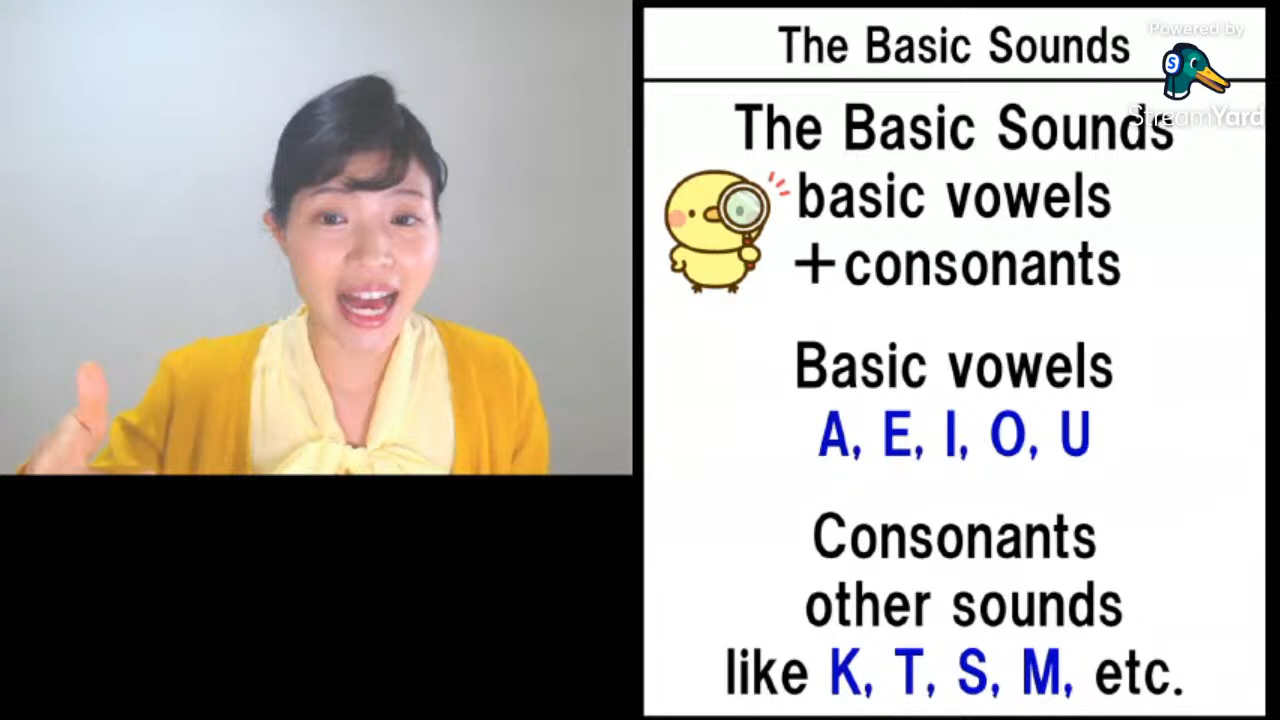 The Basic Sounds
Powered by
S
StreamYard
The Basic Sounds
basic vowels
+consonants
Basic vowels
A, E, I, O, U
Consonants
other sounds
like K, T, S, M, etc.